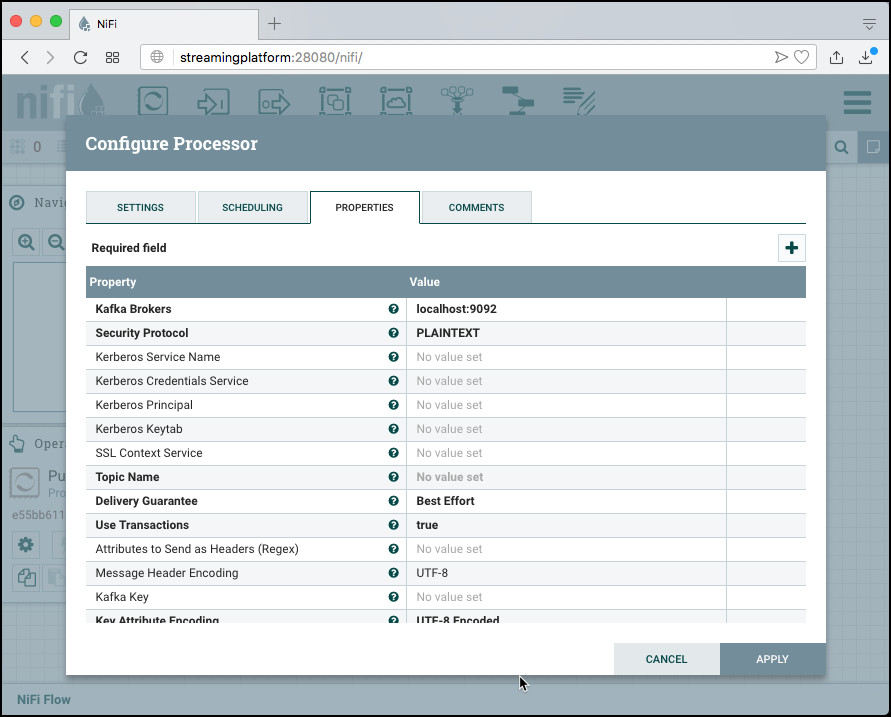 NiFi
streamingplatform:28080/nifi/
nifi
0
Configure Processor
Navi
SETTINGS SCHEDULING PROPERTIES COMMENTS
Required field
Property Value
Kafka Brokers localhost:9092
Security Protocol PLAINTEXT
Kerberos Service Name No value set
Kerberos Credentials Service No value set
Kerberos Principal No value set
Kerberos Keytab No value set
Oper
SSL Context Service No value set
Pu
Topic Name No value set
Pro
Delivery Guarantee Best Effort
e55bb611
Use Transactions true
Attributes to Send as Headers (Regex) No value set
Message Header Encoding UTF-8
Kafka Key No value set
Key Attribute Encoding UTF-8 Encoded
CANCEL APPLY
NiFi Flow